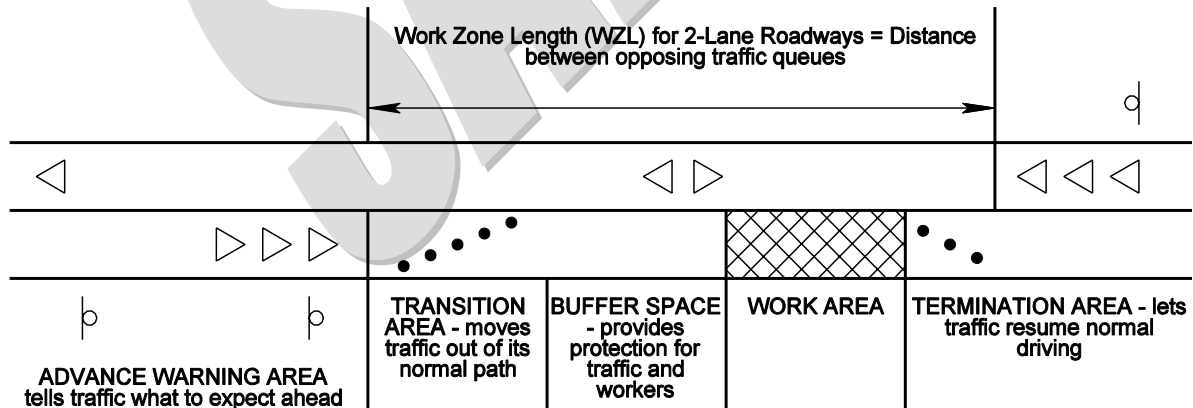 Work Zone Length (WZL) for 2-Lane Roadways = Distance
between opposing traffic queues
ADVANCE WARNING AREA
tells traffic what to expect ahead
TRANSITION
AREA - moves
traffic out of its
normal path
BUFFER SPACE
- provides
protection for
traffic and
workers
WORK AREA
TERMINATION AREA - lets
traffic resume normal
driving